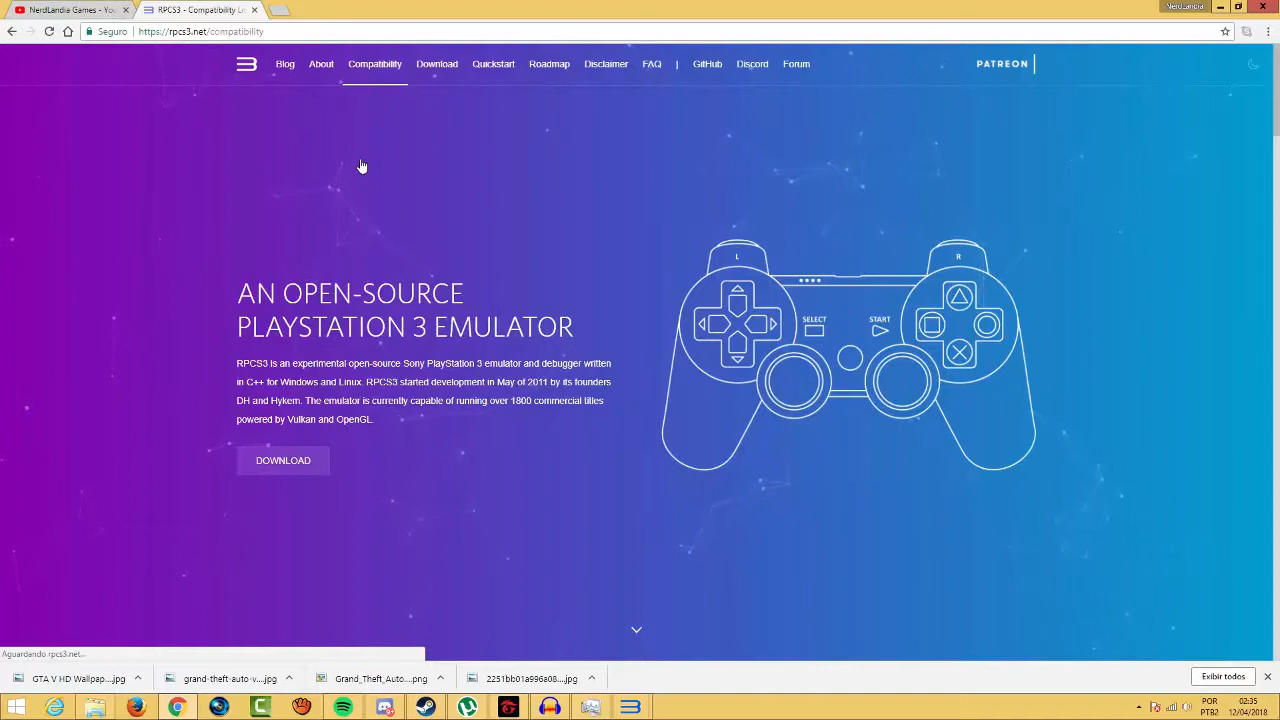 NerdLandia Games - You
RPCS3 - Compatibility Li
NerdLandia
Seguro
https://rpcs3.net/compatibility
Blog About Compatibility Download Quickstart Roadmap Disclaimer FAQ | GitHub Discord Forum
PATREON
L R
SELECT START
AN OPEN-SOURCE
PLAYSTATION 3 EMULATOR
RPCS3 is an experimental open-source Sony PlayStation 3 emulator and debugger written
in C++ for Windows and Linux. RPCS3 started development in May of 2011 by its founders
DH and Hykem. The emulator is currently capable of running over 1800 commercial titles
powered by Vulkan and OpenGL.
DOWNLOAD
Aguardando rpcs3.net...
GTA V HD Wallpap....jpg
grand-theft-auto-v....jpg
Grand_Theft_Auto....png
2251bb01a996a08....jpg
Exibir todos
POR 02:35
PTB2 12/04/2018